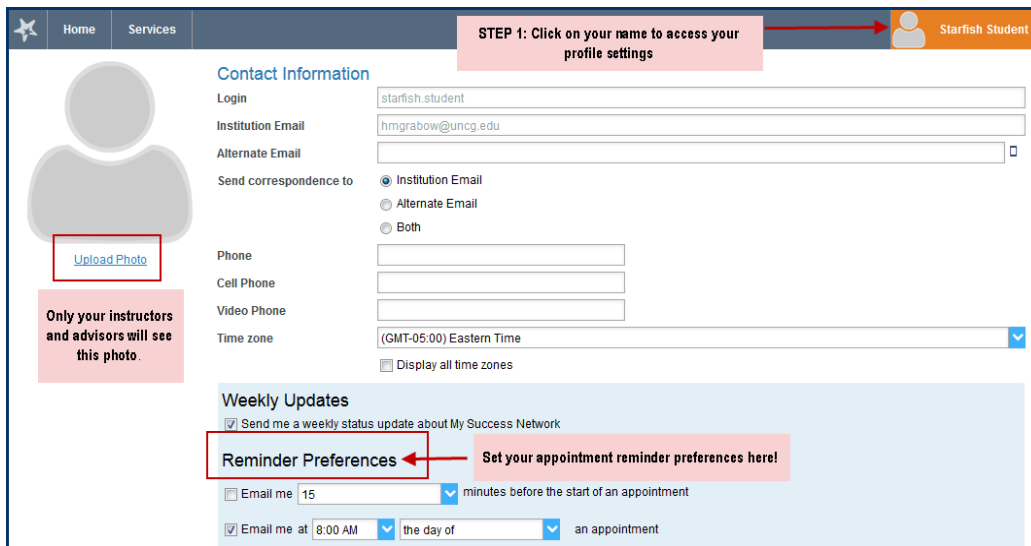 Home Services STEP 1: Click on your name to access your Starfish Student
profile settings
Contact Information
Login starfish.student
Institution Email hmgrabow@uncg.edu
Alternate Email
Send correspondence to Institution Email
Alternate Email
Both
Upload Photo
Phone
Cell Phone
Video Phone
Only your instructors
and advisors will see
this photo.
Time zone (GMT-05:00) Eastern Time
Display all time zones
Weekly Updates
Send me a weekly status update about My Success Network
Reminder Preferences Set your appointment reminder preferences here!
Email me 15 minutes before the start of an appointment
Email me at 8:00 AM the day of an appointment